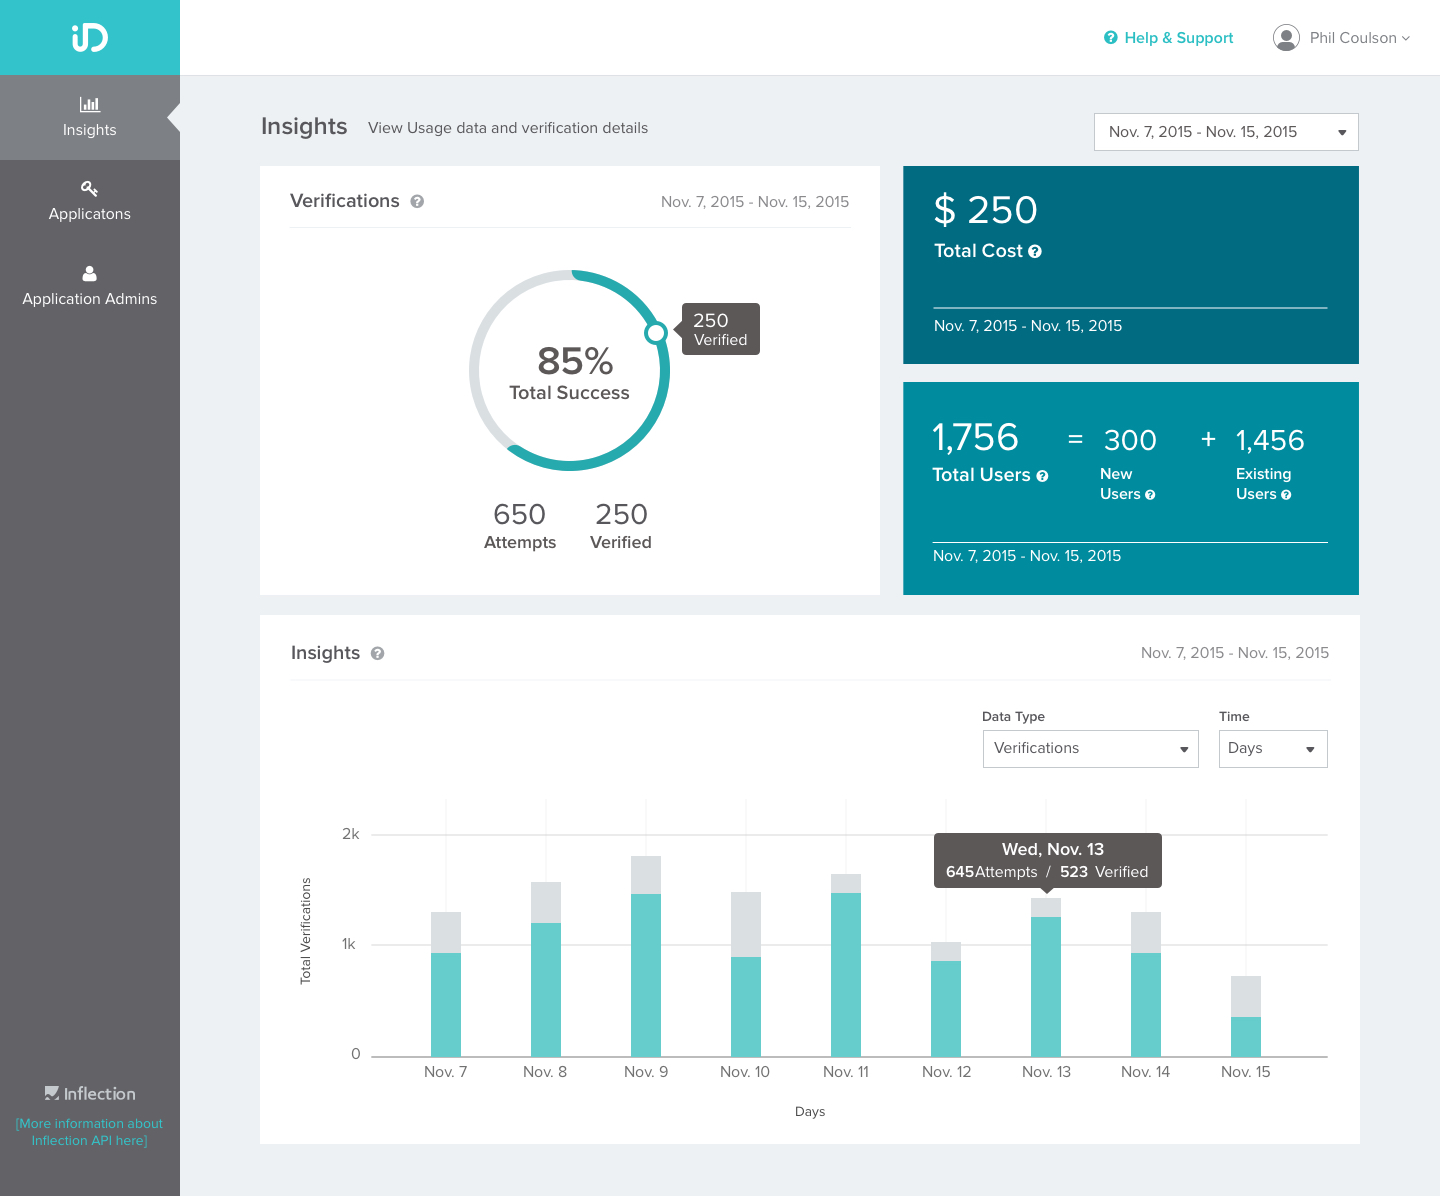 iD
Help & Support
Phil Coulson
Insights
Applicatons
Application Admins
Inflection
[More information about
Inflection API here]
Insights
View Usage data and verification details
Nov. 7, 2015 - Nov. 15, 2015
Verifications
Nov. 7, 2015 - Nov. 15, 2015
250
Verified
85%
Total Success
650
Attempts
250
Verified
$ 250
Total Cost
Nov. 7, 2015 - Nov. 15, 2015
1,756 = 300 + 1,456
Total Users
New
Users
Existing
Users
Nov. 7, 2015 - Nov. 15, 2015
Insights
Nov. 7, 2015 - Nov. 15, 2015
Data Type
Verifications
Time
Days
Total Verifications
2k
1k
0
Wed, Nov. 13
645Attempts / 523 Verified
Nov. 7 Nov. 8 Nov. 9 Nov. 10 Nov. 11 Nov. 12 Nov. 13 Nov. 14 Nov. 15
Days